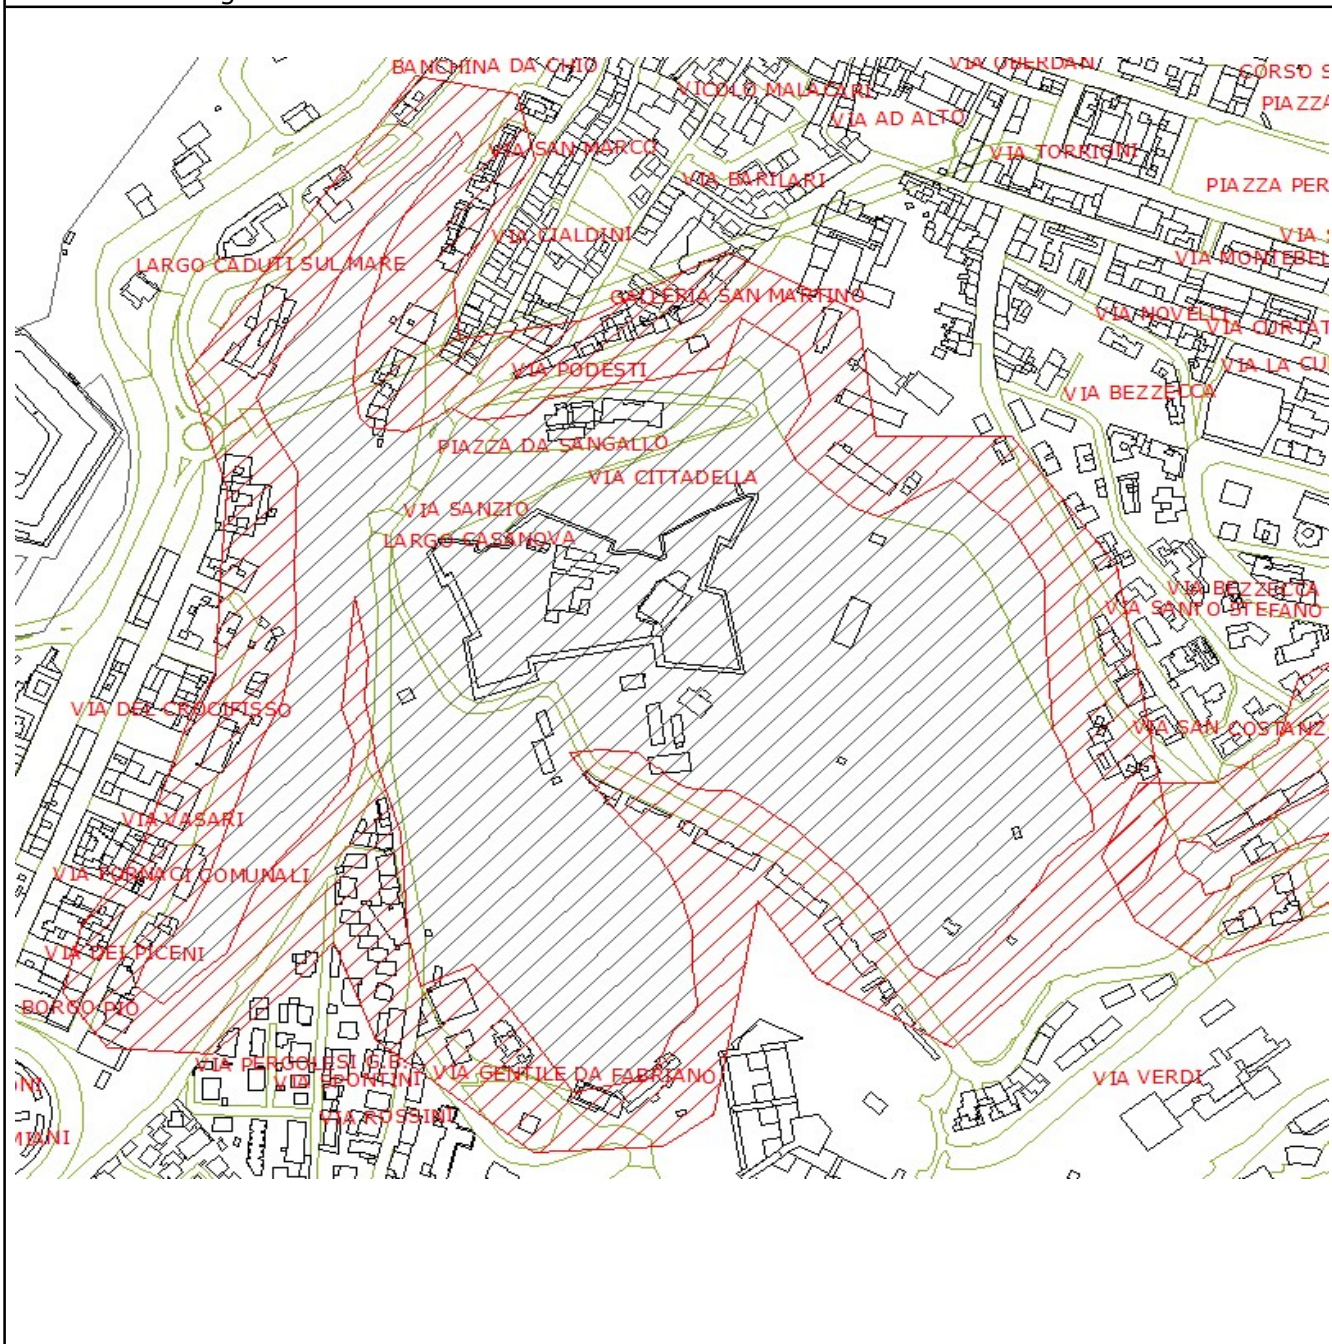 BANCHINA DA CHIO
VIA OBERDAN
CORSO S
VICOLO MALACARI
PIAZZA
VIA AD ALTO
VIA SAN MARCO
VIA TORRIONI
VIA BARILARI
PIAZZA PER
VIA CIALDINI
VIA S
LARGO CADUTI SUL MARE
VIA MONTEBEL
GALLERIA SAN MARTINO
VIA NOVELLI
VIA CURTAT
VIA PODESTI
VIA LA CU
VIA BEZZECCA
PIAZZA DA SANGALLO
VIA CITTADELLA
VIA SANZIO
LARGO CASANOVA
VIA BEZZECCA
VIA SANTO STEFANO
VIA DEL CROCIFISSO
VIA SAN COSTANZ
VIA VASARI
VIA FORNACI COMUNALI
VIA DEI PICENI
BORGO PIO
VIA PERGOLESI G.B.
VIA SPONTINI
VIA GENTILE DA FABRIANO
VIA VERDI
ONI
VIA ROSSINI
MIANI